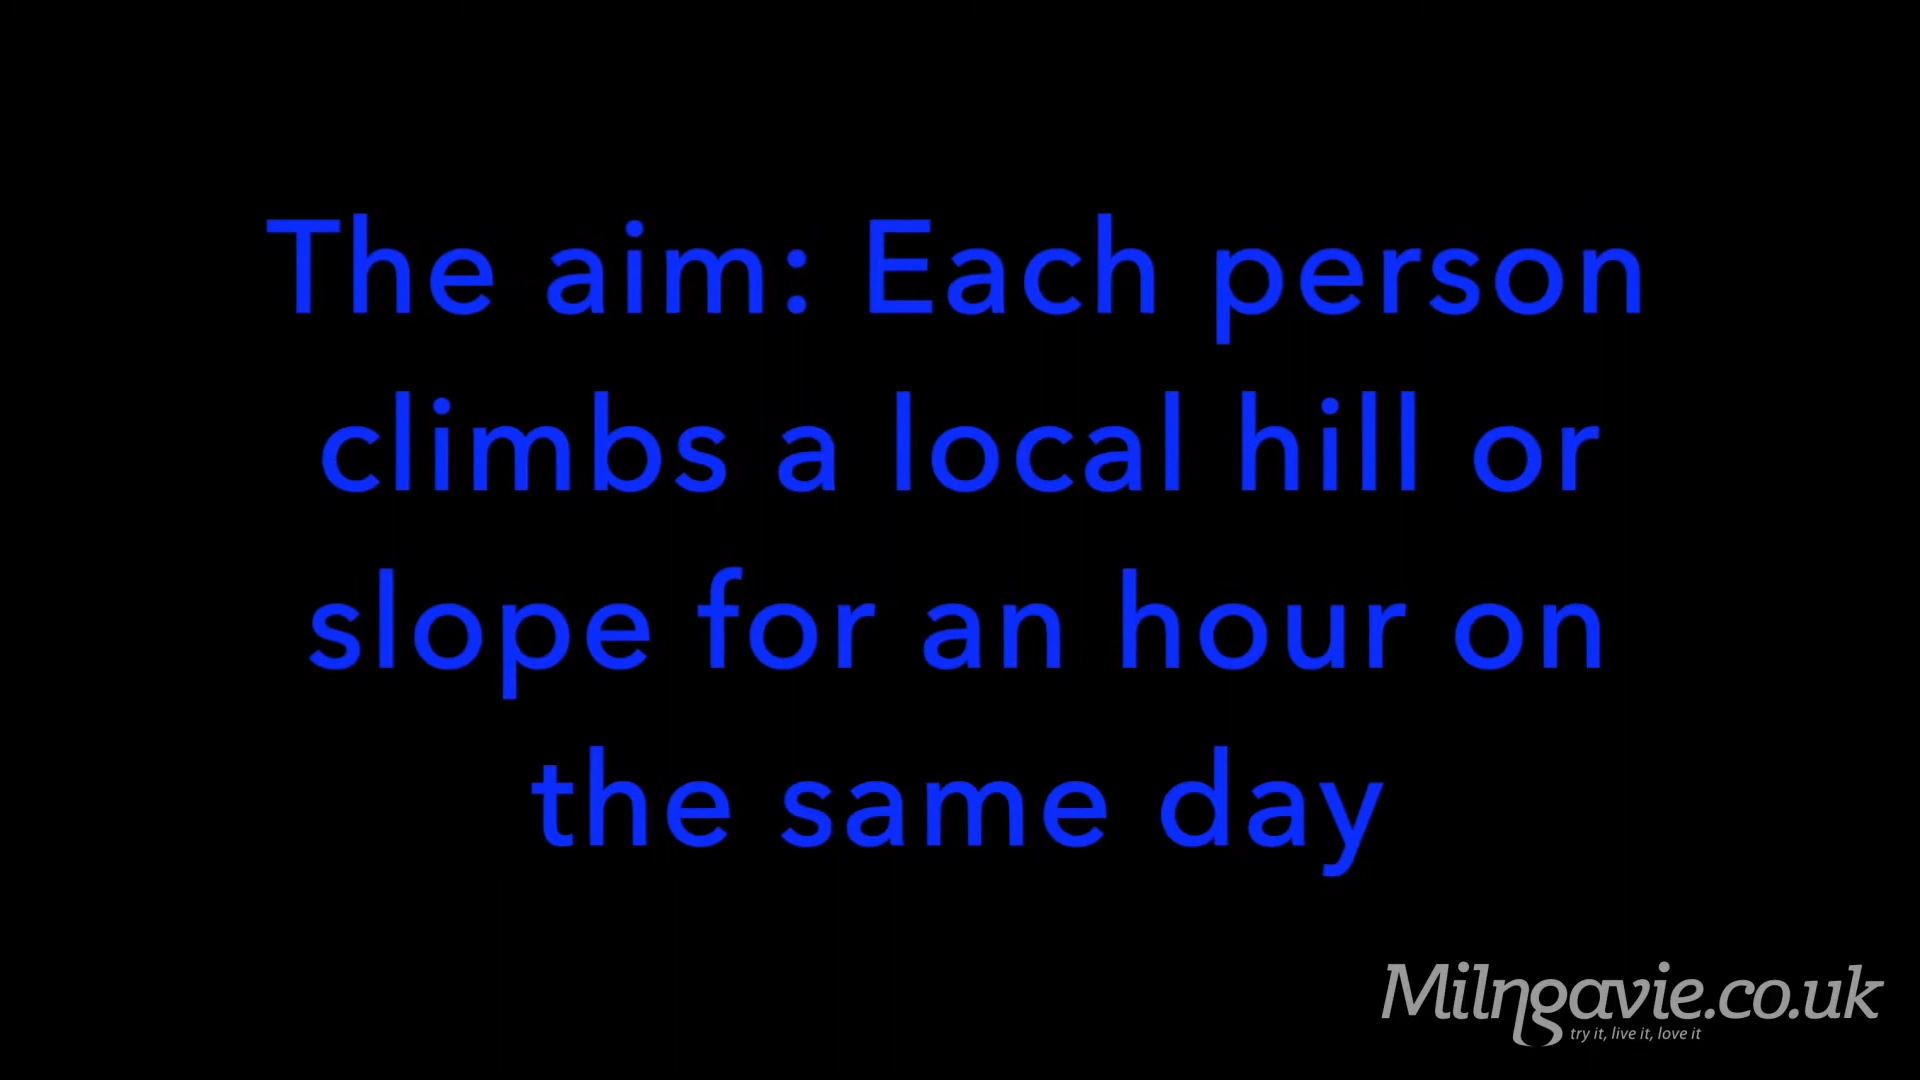 The aim: Each person
climbs a local hill or
slope for an hour on
the same day
Milngavie.co.uk
try it, live it, love it